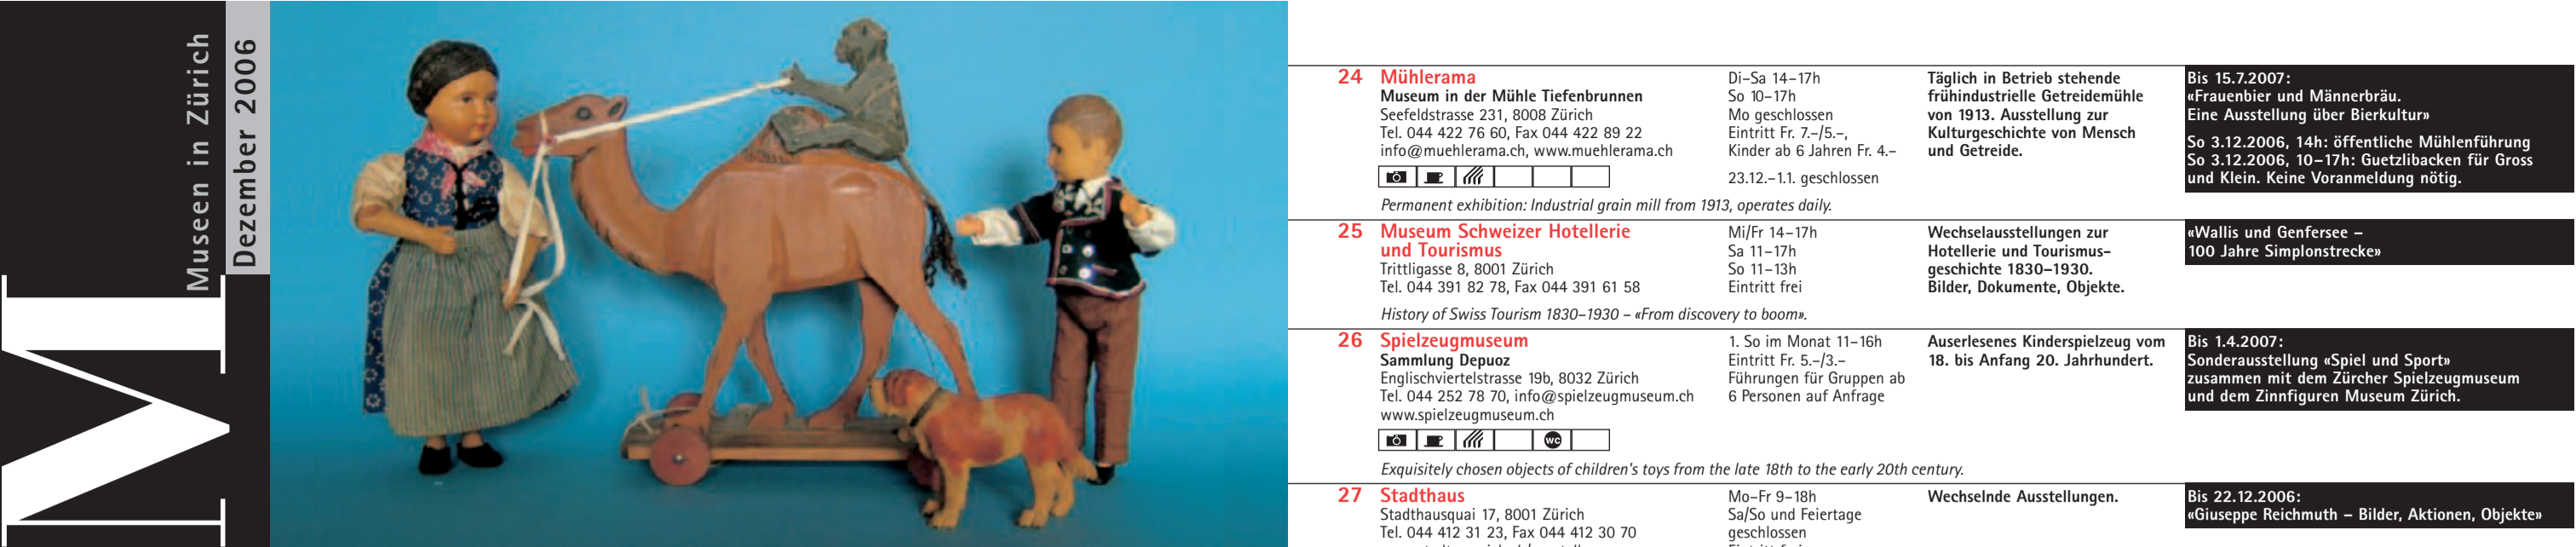 Museen in Zürich
Dezember 2006
M
24 Mühlerama
Museum in der Mühle Tiefenbrunnen
Seefeldstrasse 231, 8008 Zürich
Tel. 044 422 76 60, Fax 044 422 89 22
info@muehlerama.ch, www.muehlerama.ch
Di–Sa 14–17h
So 10–17h
Mo geschlossen
Eintritt Fr. 7.–/5.–,
Kinder ab 6 Jahren Fr. 4.–
23.12.–1.1. geschlossen
Täglich in Betrieb stehende
frühindustrielle Getreidemühle
von 1913. Ausstellung zur
Kulturgeschichte von Mensch
und Getreide.
Bis 15.7.2007:
«Frauenbier und Männerbräu.
Eine Ausstellung über Bierkultur»
So 3.12.2006, 14h: öffentliche Mühlenführung
So 3.12.2006, 10–17h: Guetzlibacken für Gross
und Klein. Keine Voranmeldung nötig.
Permanent exhibition: Industrial grain mill from 1913, operates daily.
25 Museum Schweizer Hotellerie
und Tourismus
Trittligasse 8, 8001 Zürich
Tel. 044 391 82 78, Fax 044 391 61 58
Mi/Fr 14–17h
Sa 11–17h
So 11–13h
Eintritt frei
Wechselausstellungen zur
Hotellerie und Tourismus-
geschichte 1830–1930.
Bilder, Dokumente, Objekte.
«Wallis und Genfersee –
100 Jahre Simplonstrecke»
History of Swiss Tourism 1830–1930 – «From discovery to boom».
26 Spielzeugmuseum
Sammlung Depuoz
Englischviertelstrasse 19b, 8032 Zürich
Tel. 044 252 78 70, info@spielzeugmuseum.ch
www.spielzeugmuseum.ch
WC
1. So im Monat 11–16h
Eintritt Fr. 5.–/3.–
Führungen für Gruppen ab
6 Personen auf Anfrage
Auserlesenes Kinderspielzeug vom
18. bis Anfang 20. Jahrhundert.
Bis 1.4.2007:
Sonderausstellung «Spiel und Sport»
zusammen mit dem Zürcher Spielzeugmuseum
und dem Zinnfiguren Museum Zürich.
Exquisitely chosen objects of children's toys from the late 18th to the early 20th century.
27 Stadthaus
Stadthausquai 17, 8001 Zürich
Tel. 044 412 31 23, Fax 044 412 30 70
Mo–Fr 9–18h
Sa/So und Feiertage
geschlossen
Wechselnde Ausstellungen.
Bis 22.12.2006:
«Giuseppe Reichmuth – Bilder, Aktionen, Objekte»